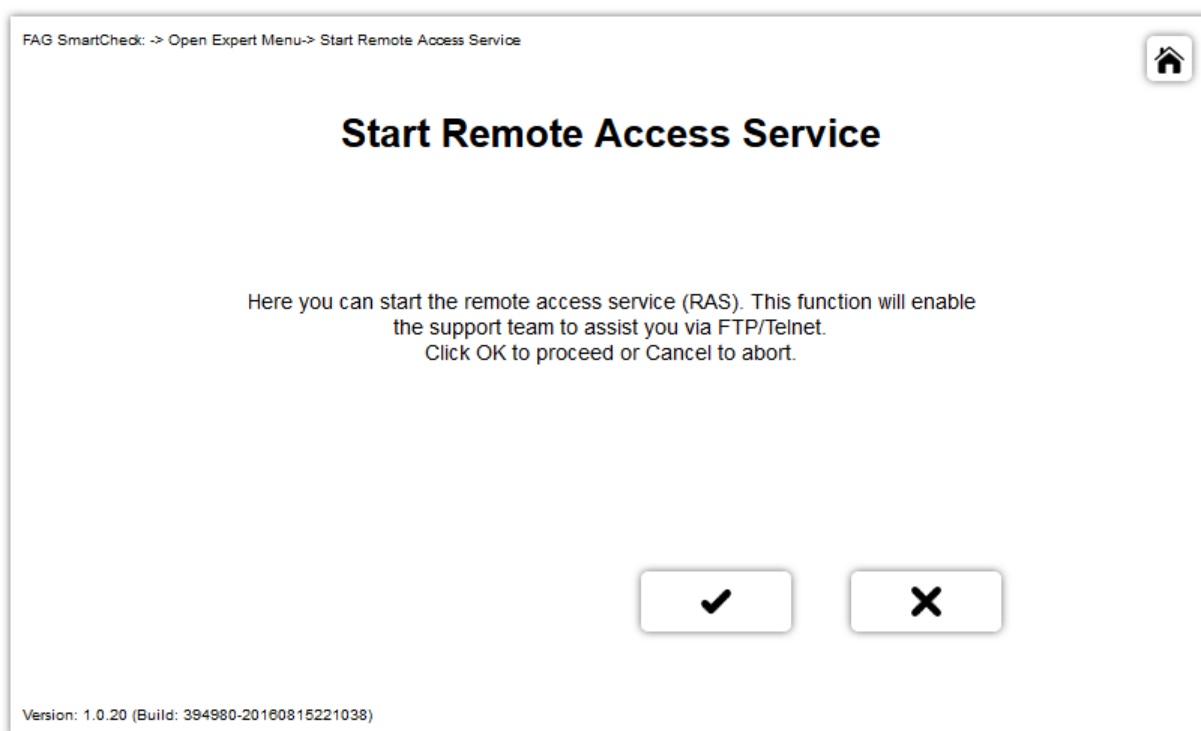 FAG SmartCheck: -> Open Expert Menu-> Start Remote Access Service
Start Remote Access Service
Here you can start the remote access service (RAS). This function will enable
the support team to assist you via FTP/Telnet.
Click OK to proceed or Cancel to abort.
Version: 1.0.20 (Build: 394980-20160815221038)